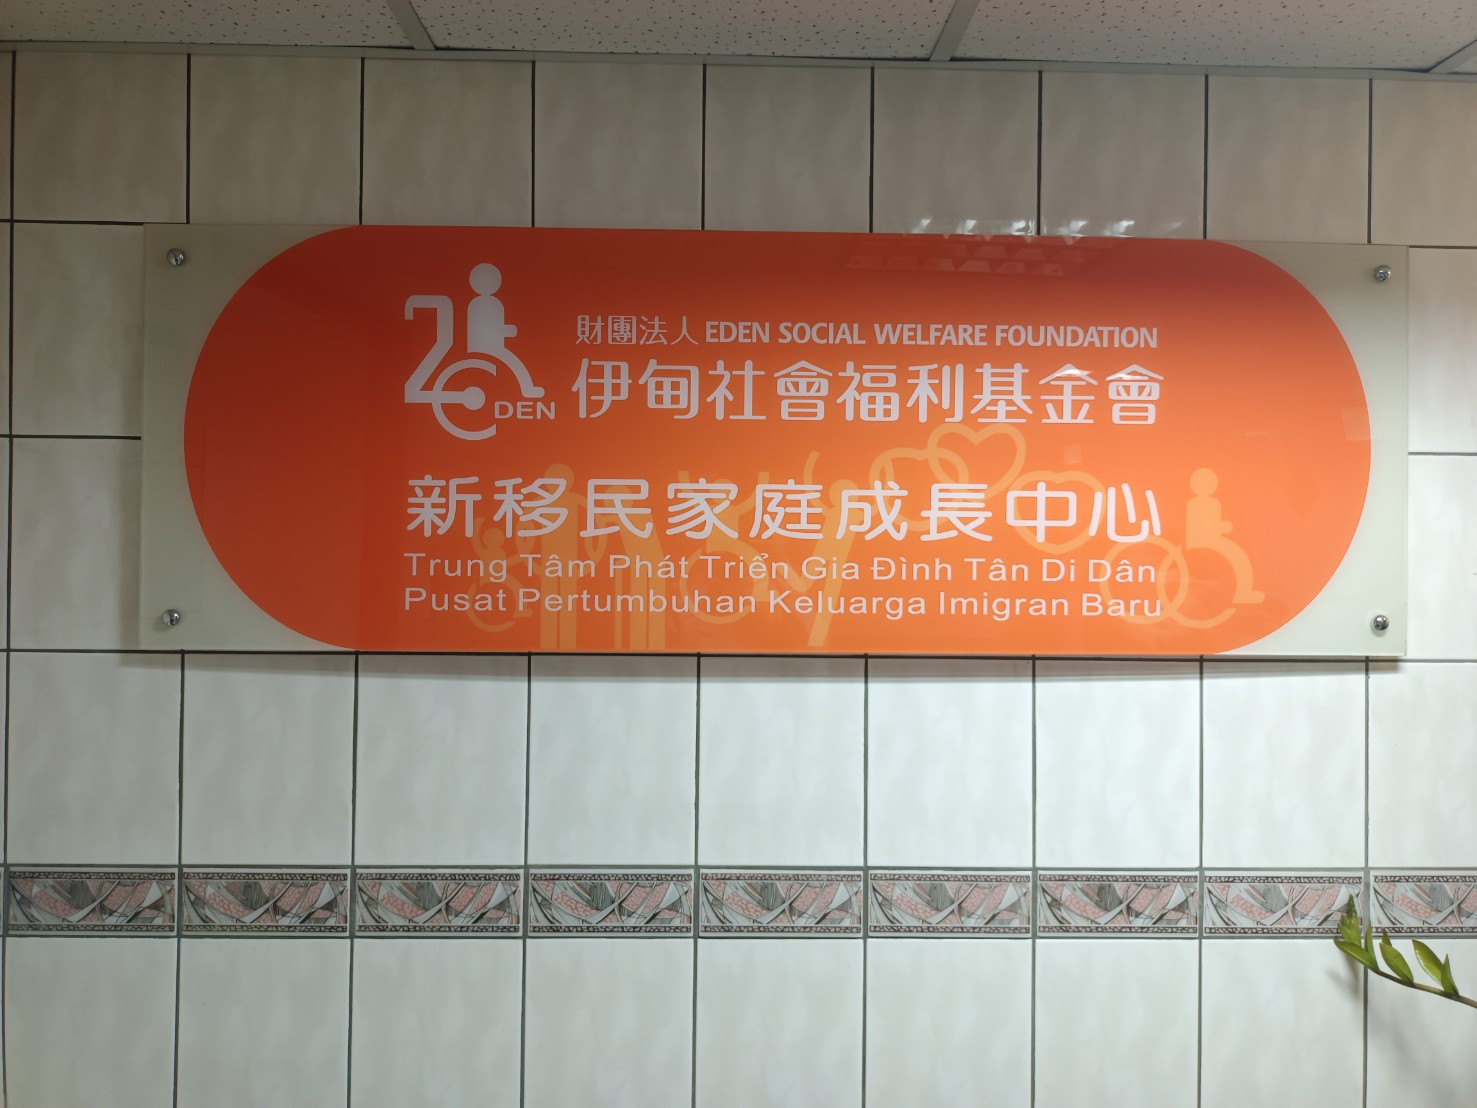 財團法人 EDEN SOCIAL WELFARE FOUNDATION
伊甸社會福利基金會
EDEN
新移民家庭成長中心
Trung Tâm Phát Triển Gia Đình Tân Di Dân
Pusat Pertumbuhan Keluarga Imigran Baru